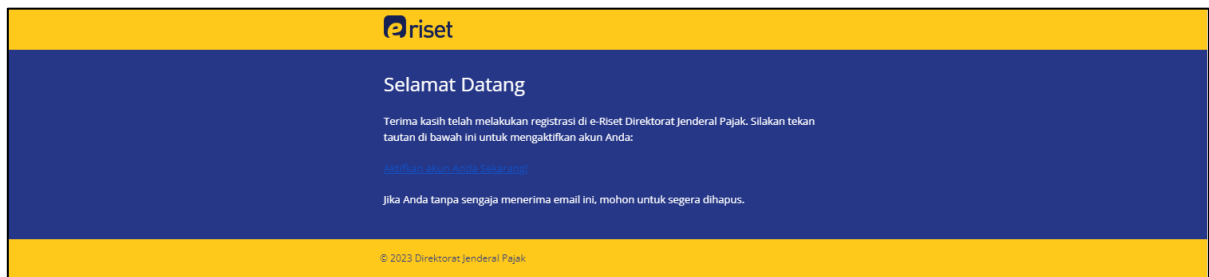 e riset
Selamat Datang
Terima kasih telah melakukan registrasi di e-Riset Direktorat Jenderal Pajak. Silakan tekan
tautan di bawah ini untuk mengaktifkan akun Anda:
Aktifkan akun Anda Sekarang!
Jika Anda tanpa sengaja menerima email ini, mohon untuk segera dihapus.
© 2023 Direktorat Jenderal Pajak